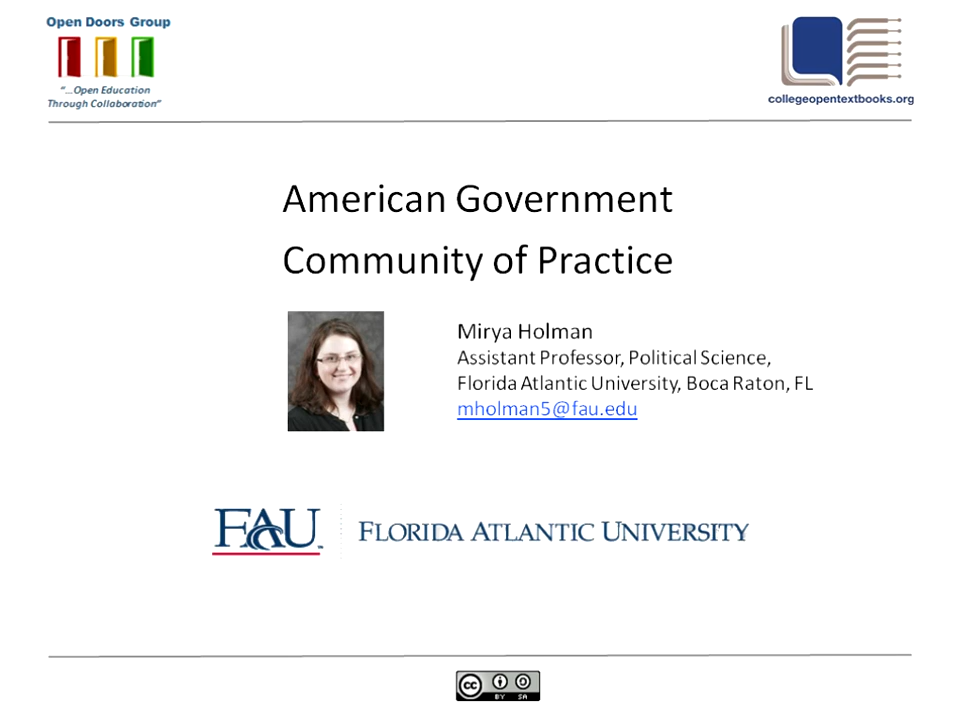 Open Doors Group
"...Open Education
Through Collaboration"
collegeopentextbooks.org
American Government
Community of Practice
Mirya Holman
Assistant Professor, Political Science,
Florida Atlantic University, Boca Raton, FL
mholman5@fau.edu
FAU™ FLORIDA ATLANTIC UNIVERSITY
cc BY SA